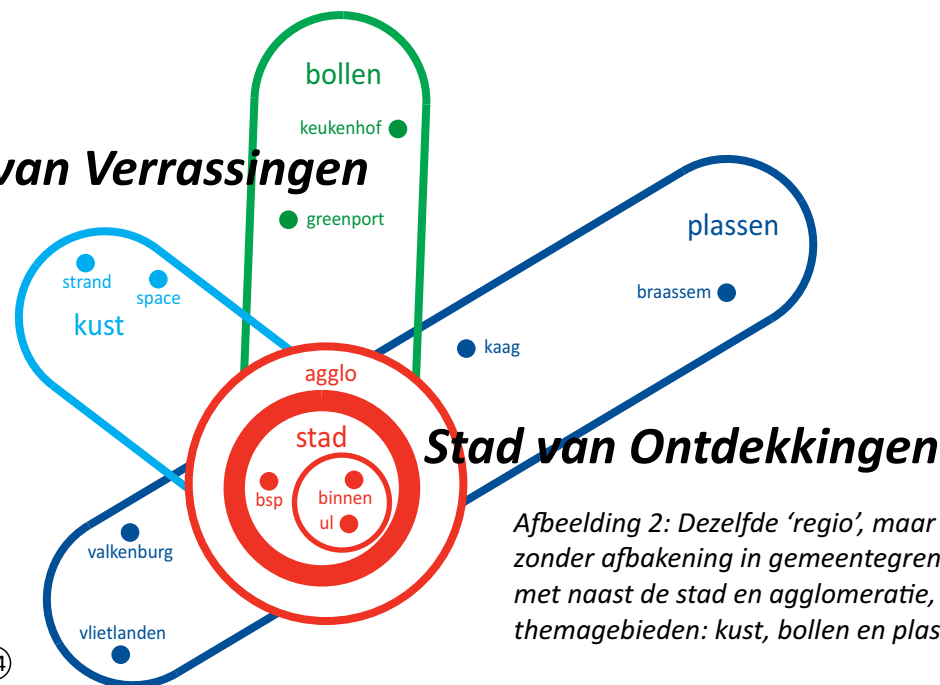 bollen
keukenhof
van Verrassingen
greenport
plassen
strand
space
braassem
kust
kaag
agglo
stad
Stad van Ontdekkingen
bsp
binnen
ul
Afbeelding 2: Dezelfde ‘regio’, maar
valkenburg
zonder afbakening in gemeentegren
met naast de stad en agglomeratie,
vlietlanden
themagebieden: kust, bollen en plas
4